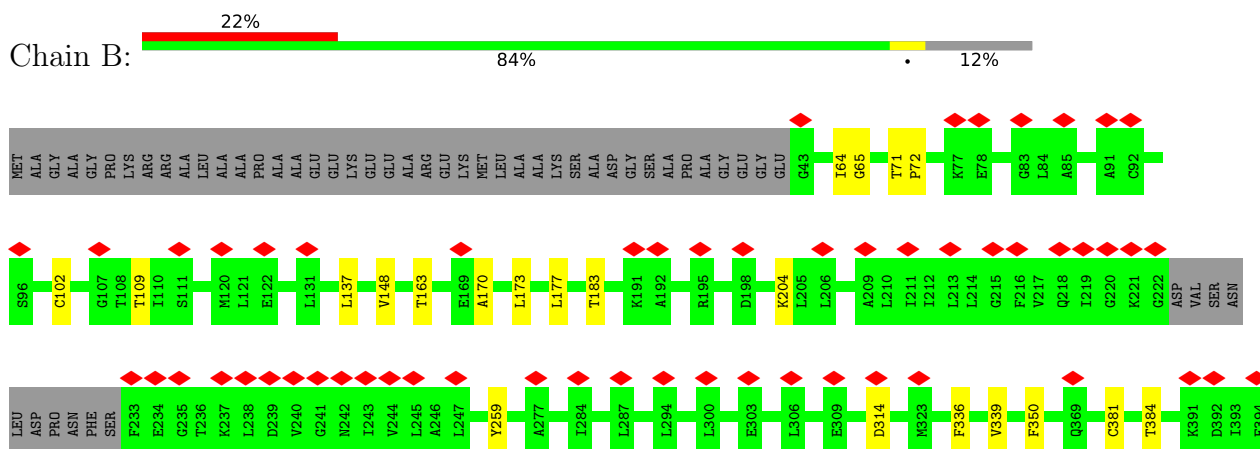 22%
Chain B:
84% • 12%
MET ALA GLY ALA GLY PRO LYS ARG ARG ALA LEU ALA ALA PRO ALA ALA GLU GLU LYS GLU GLU ALA ARG GLU LYS MET LEU ALA ALA LYS SER ALA ASP GLY SER ALA PRO ALA GLY GLU GLY GLU G43 I64 G65 T71 P72 K77 E78 G83 L84 A85 A91 C92
S96 C102 G107 T108 T109 I110 S111 M120 L121 E122 L131 L137 V148 T163 E169 A170 L173 L177 T183 K191 A192 R195 D198 K204 L205 L206 A209 L210 I211 I212 L213 L214 G215 F216 V217 Q218 I219 G220 K221 G222 ASP VAL SER ASN
LEU ASP PRO ASN PHE SER F233 E234 G235 T236 K237 L238 D239 V240 G241 N242 I243 V244 L245 A246 L247 Y259 A277 I284 L287 L294 L300 E303 L306 E309 D314 M323 F336 V339 F350 Q369 C381 T384 K391 D392 I393